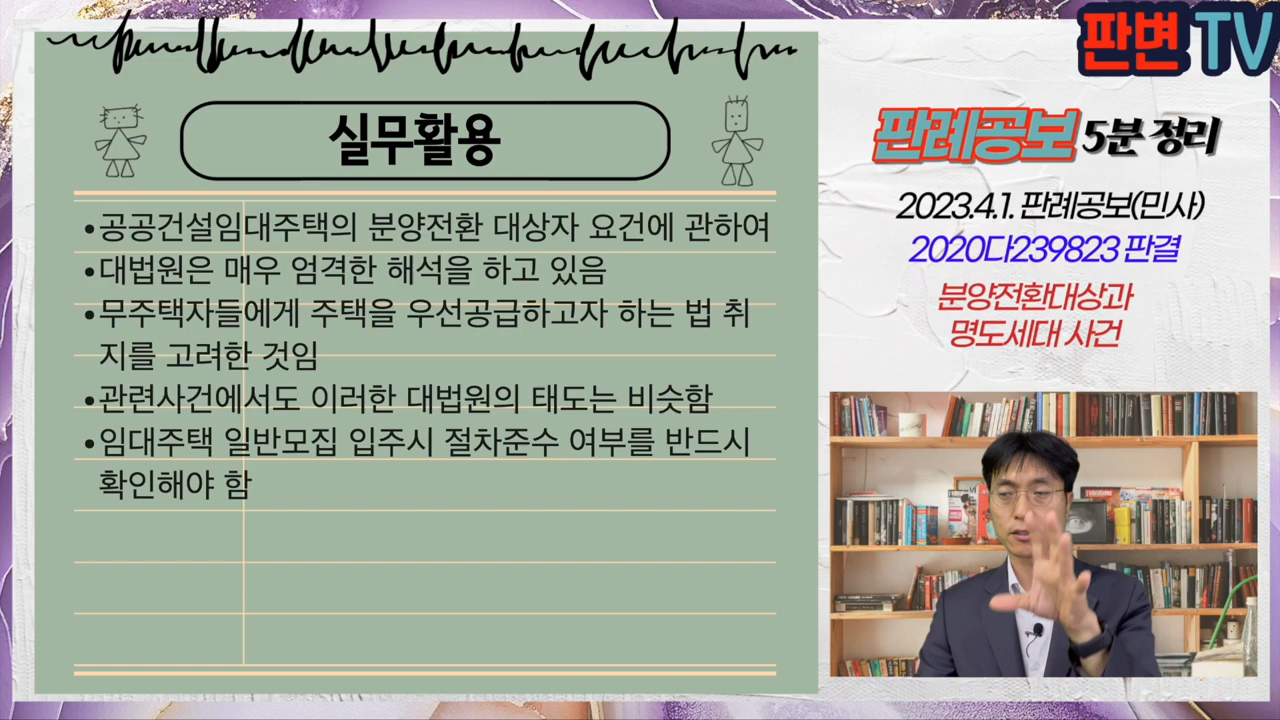 판변 TV
실무활용
•공공건설임대주택의 분양전환 대상자 요건에 관하여
•대법원은 매우 엄격한 해석을 하고 있음
•무주택자들에게 주택을 우선공급하고자 하는 법 취
지를 고려한 것임
•관련사건에서도 이러한 대법원의 태도는 비슷함
•임대주택 일반모집 입주시 절차준수 여부를 반드시
확인해야 함
판례공보 5분 정리
2023.4.1. 판례공보(민사)
2020다239823 판결
분양전환대상과
명도세대 사건